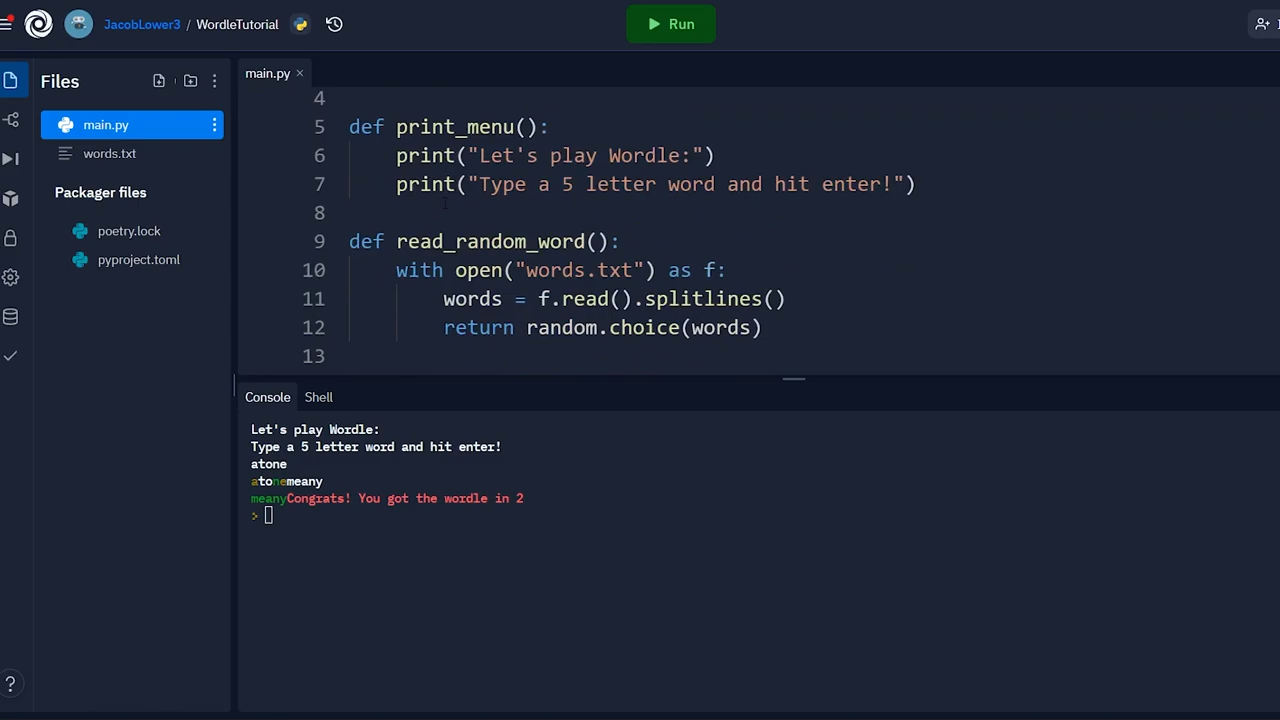 JacobLower3 / WordleTutorial
Run
Files
main.py
words.txt
Packager files
poetry.lock
pyproject.toml
main.py ×
4
5 def print_menu():
6 print("Let's play Wordle:")
7 print("Type a 5 letter word and hit enter!")
8
9 def read_random_word():
10 with open("words.txt") as f:
11 words = f.read().splitlines()
12 return random.choice(words)
13
Console Shell
Let's play Wordle:
Type a 5 letter word and hit enter!
atone
atonemeany
meanyCongrats! You got the wordle in 2
>
?